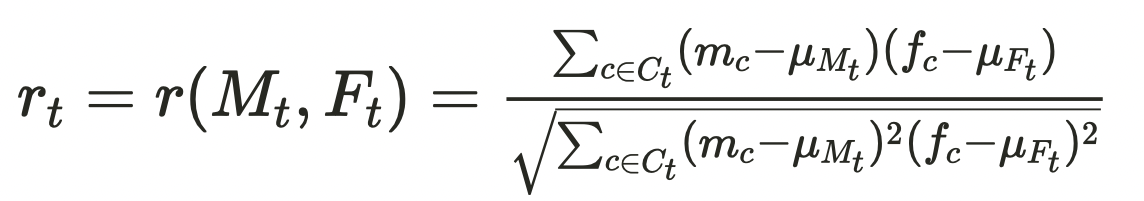 $r_t = r(M_t, F_t) = \frac{\sum_{c \in C_t}(m_c - \mu_{M_t})(f_c - \mu_{F_t})}{\sqrt{\sum_{c \in C_t}(m_c - \mu_{M_t})^2(f_c - \mu_{F_t})^2}}$